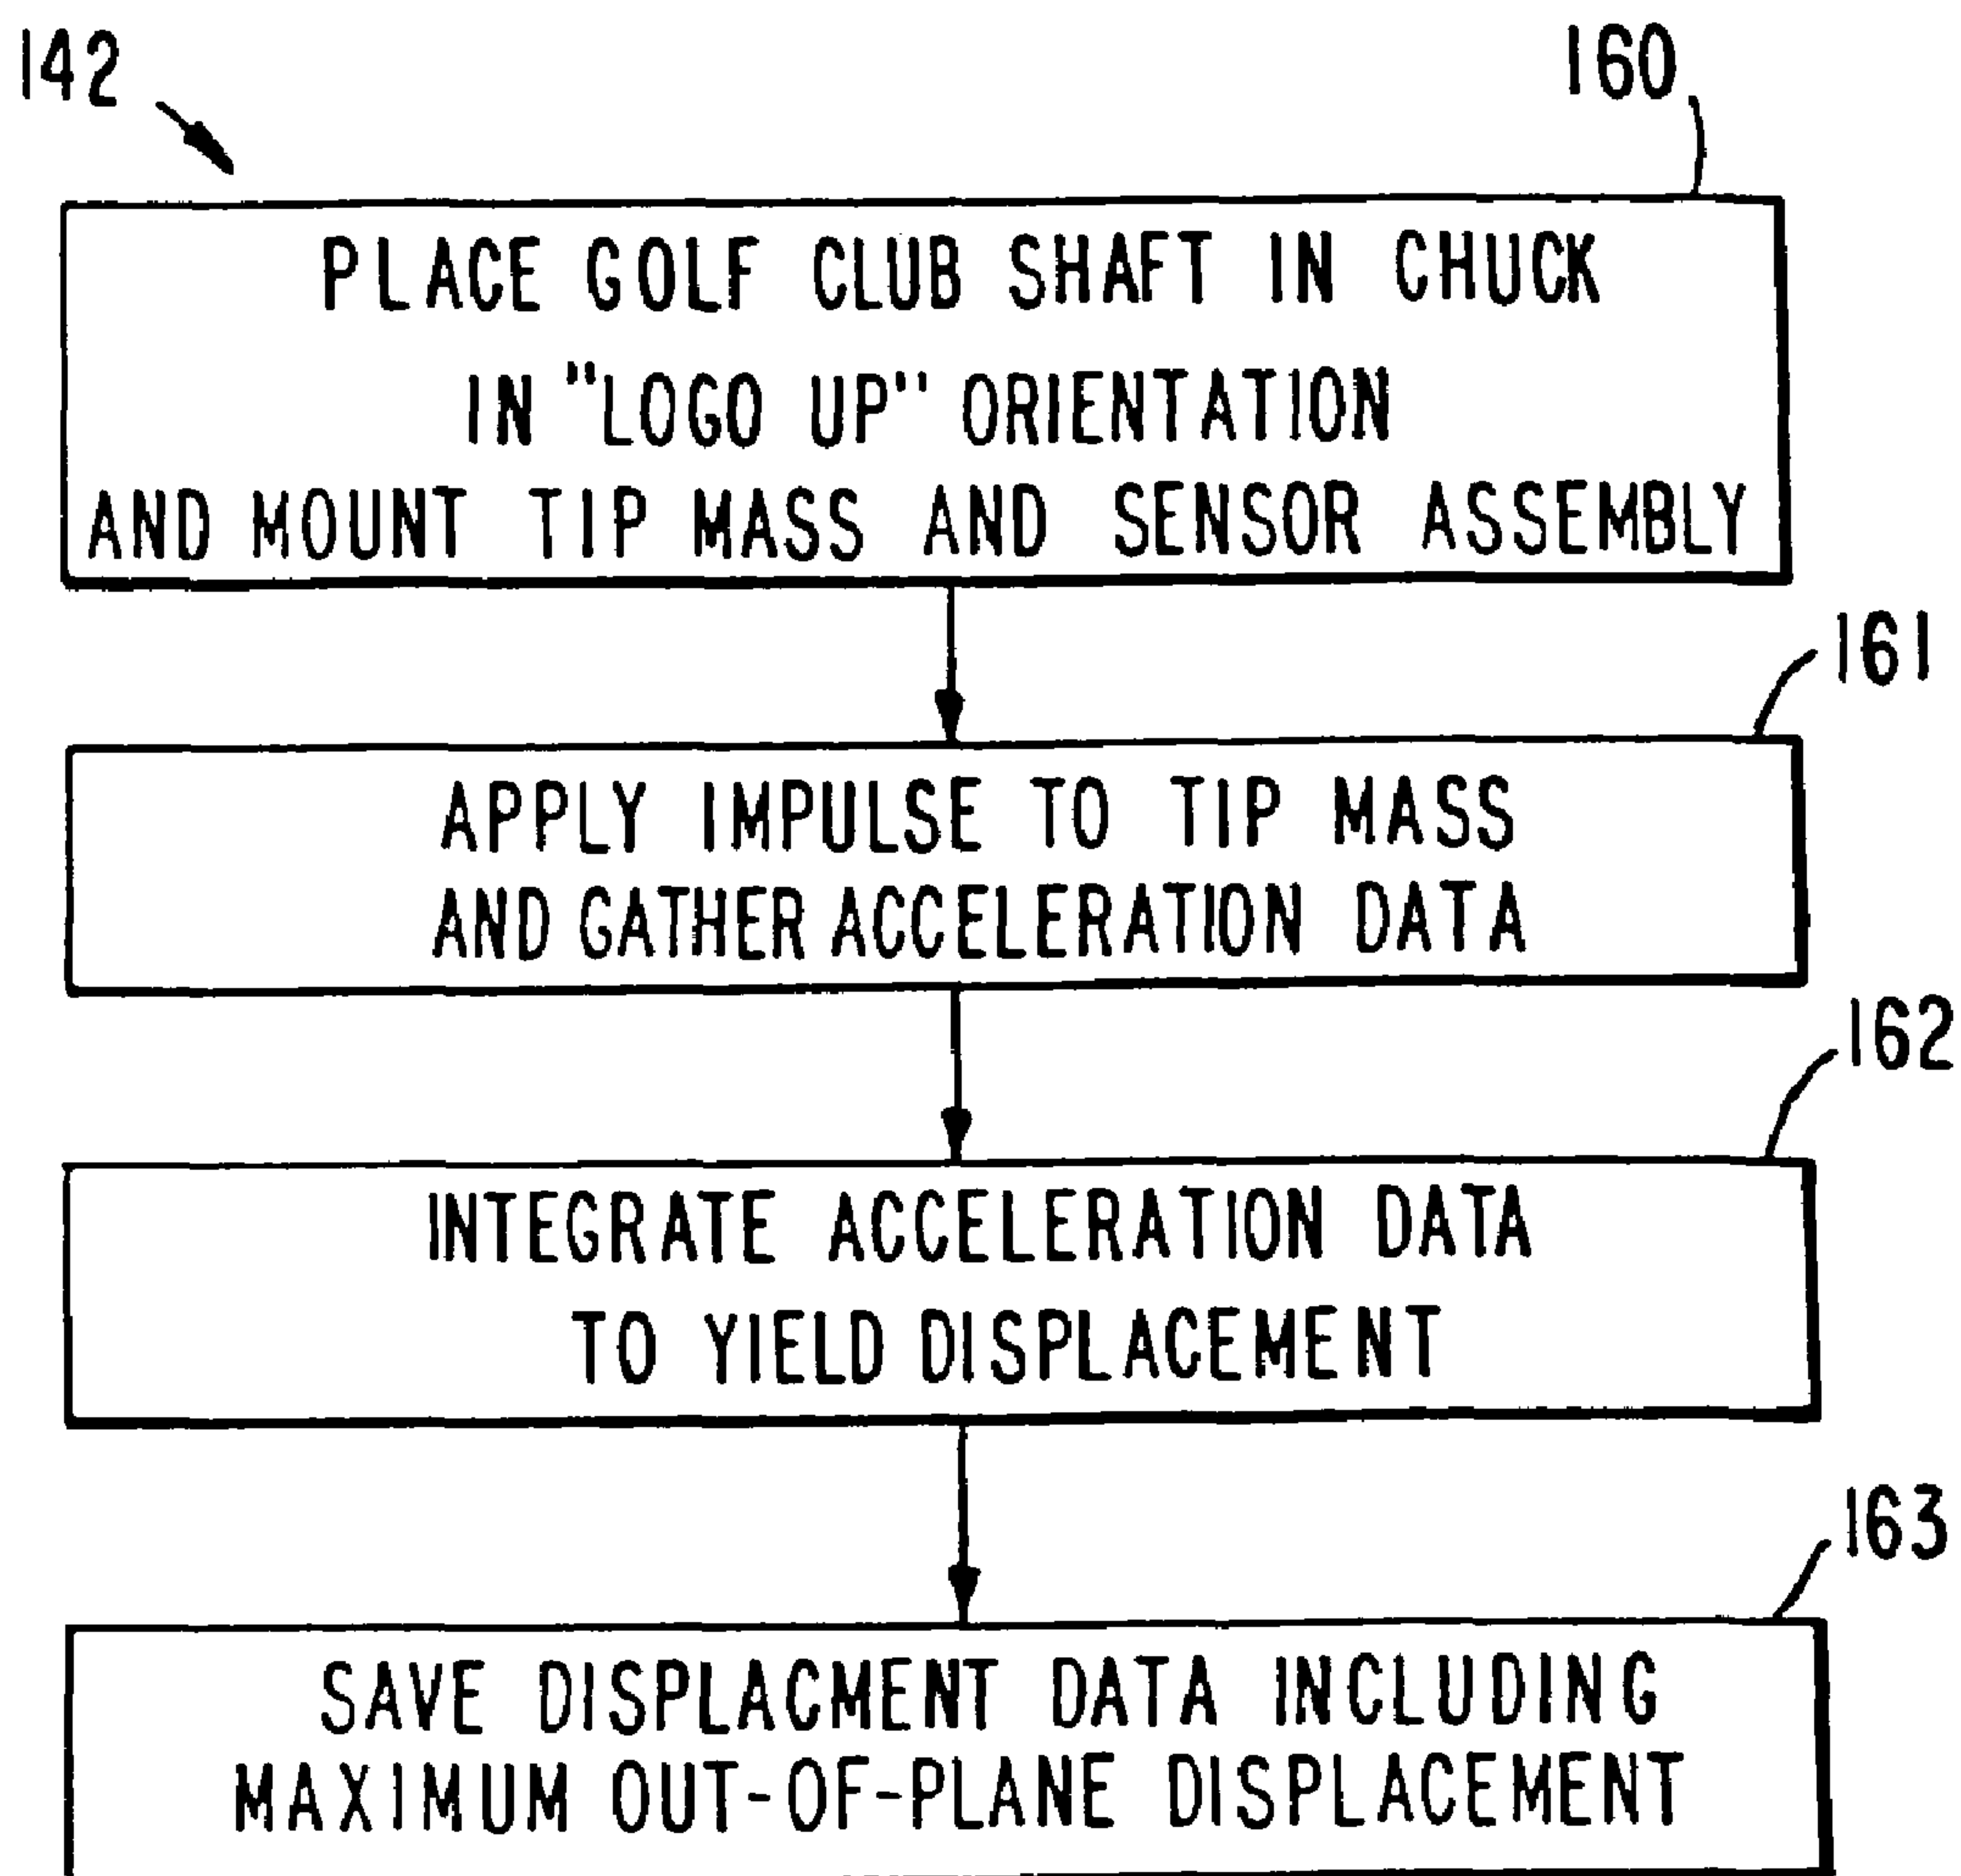 142
160
PLACE GOLF CLUB SHAFT IN CHUCK
IN "LOGO UP" ORIENTATION
AND MOUNT TIP MASS AND SENSOR ASSEMBLY
161
APPLY IMPULSE TO TIP MASS
AND GATHER ACCELERATION DATA
162
INTEGRATE ACCELERATION DATA
TO YIELD DISPLACEMENT
163
SAVE DISPLACMENT DATA INCLUDING
MAXIMUM OUT-OF-PLANE DISPLACEMENT